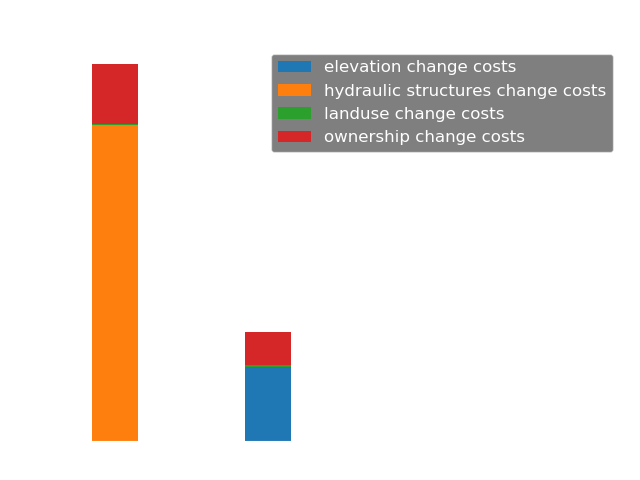 elevation change costs
hydraulic structures change costs
landuse change costs
ownership change costs